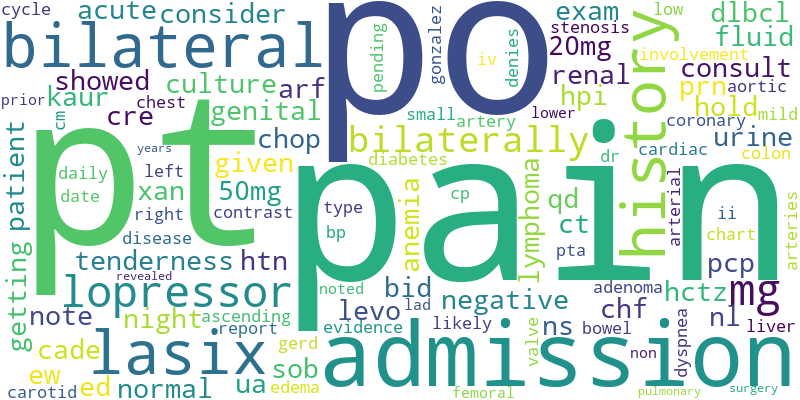 cycle
acute
consider
po
exam
low
dlbcl
bilateral
pending
gonzalez
iv
denies
stenosis
20mg
history
involvement
fluid
showed
culture
arf
renal
consult
prior
kaur
chest
genital
hpi
prn
aortic
cm
cre
small
artery
lower
hold
mild
pt
years
chop
bilaterally
coronary
urine
patient
daily
left
given
diabetes
dr
cardiac
colon
date
xan
50mg
pain
anemia
cp
lymphoma
qd
arterial
arteries
right
contrast
type
ct
ii
disease
bp
pta
chart
getting
tenderness
htn
pcp
revealed
noted
adenoma
lopressor
bid
negative
hctz
mg
note
night
ascending
levo
lad
chf
nl
report
evidence
likely
ns
bowel
dyspnea
liver
cade
lasix
gerd
sob
admission
valve
non
ew
ed
carotid
normal
ua
edema
femoral
pulmonary
surgery